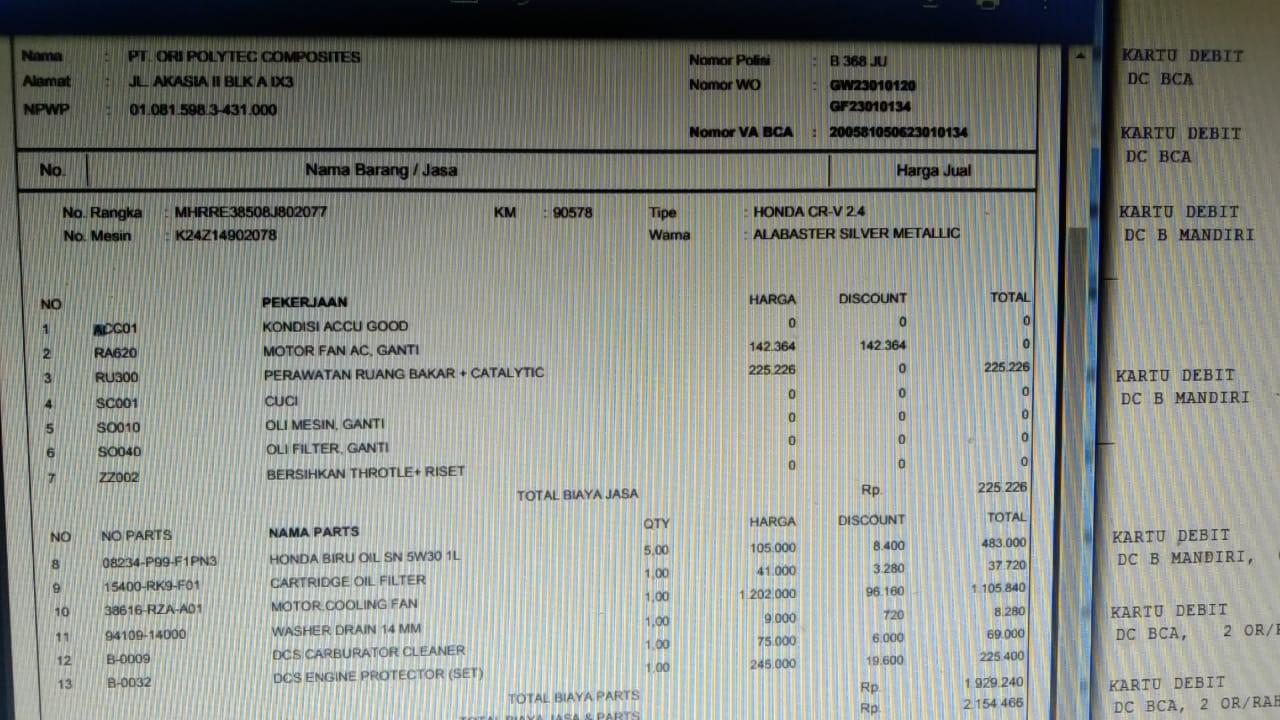 Nama : PT. ORI POLYTEC COMPOSITES Nomor Polisi : B 368 JU
Alamat : JL. AKASIA II BLK A IX3 Nomor WO : GW23010120
NPWP : 01.081.598.3-431.000 GF23010134
Nomor VA BCA : 200581050623010134
No. Nama Barang / Jasa Harga Jual
No. Rangka : MHRRE38508J802077 KM : 90578 Tipe : HONDA CR-V 2.4
No. Mesin : K24Z14902078 Warna : ALABASTER SILVER METALLIC
NO PEKERJAAN HARGA DISCOUNT TOTAL
1 ACC01 KONDISI ACCU GOOD 0 0 0
2 RA620 MOTOR FAN AC, GANTI 142.364 142.364 0
3 RU300 PERAWATAN RUANG BAKAR + CATALYTIC 225.226 0 225.226
4 SC001 CUCI 0 0 0
5 SO010 OLI MESIN, GANTI 0 0 0
6 SO040 OLI FILTER, GANTI 0 0 0
7 ZZ002 BERSIHKAN THROTLE+ RISET 0 0 0
TOTAL BIAYA JASA Rp. 225.226
NO NO PARTS NAMA PARTS QTY HARGA DISCOUNT TOTAL
8 08234-P99-F1PN3 HONDA BIRU OIL SN 5W30 1L 5,00 105.000 8.400 483.000
9 15400-RK9-F01 CARTRIDGE OIL FILTER 1,00 41.000 3.280 37.720
10 38616-RZA-A01 MOTOR,COOLING FAN 1,00 1.202.000 96.160 1.105.840
11 94109-14000 WASHER DRAIN 14 MM 1,00 9.000 720 8.280
12 B-0009 DCS CARBURATOR CLEANER 1,00 75.000 6.000 69.000
13 B-0032 DCS ENGINE PROTECTOR (SET) 1,00 245.000 19.600 225.400
TOTAL BIAYA PARTS Rp. 1.929.240
TOTAL BIAYA JASA & PARTS Rp. 2.154.466
KARTU DEBIT
DC BCA
KARTU DEBIT
DC BCA
KARTU DEBIT
DC B MANDIRI
KARTU DEBIT
DC B MANDIRI
KARTU DEBIT
DC B MANDIRI,
KARTU DEBIT
DC BCA, 2 OR/
KARTU DEBIT
DC BCA, 2 OR/RAH